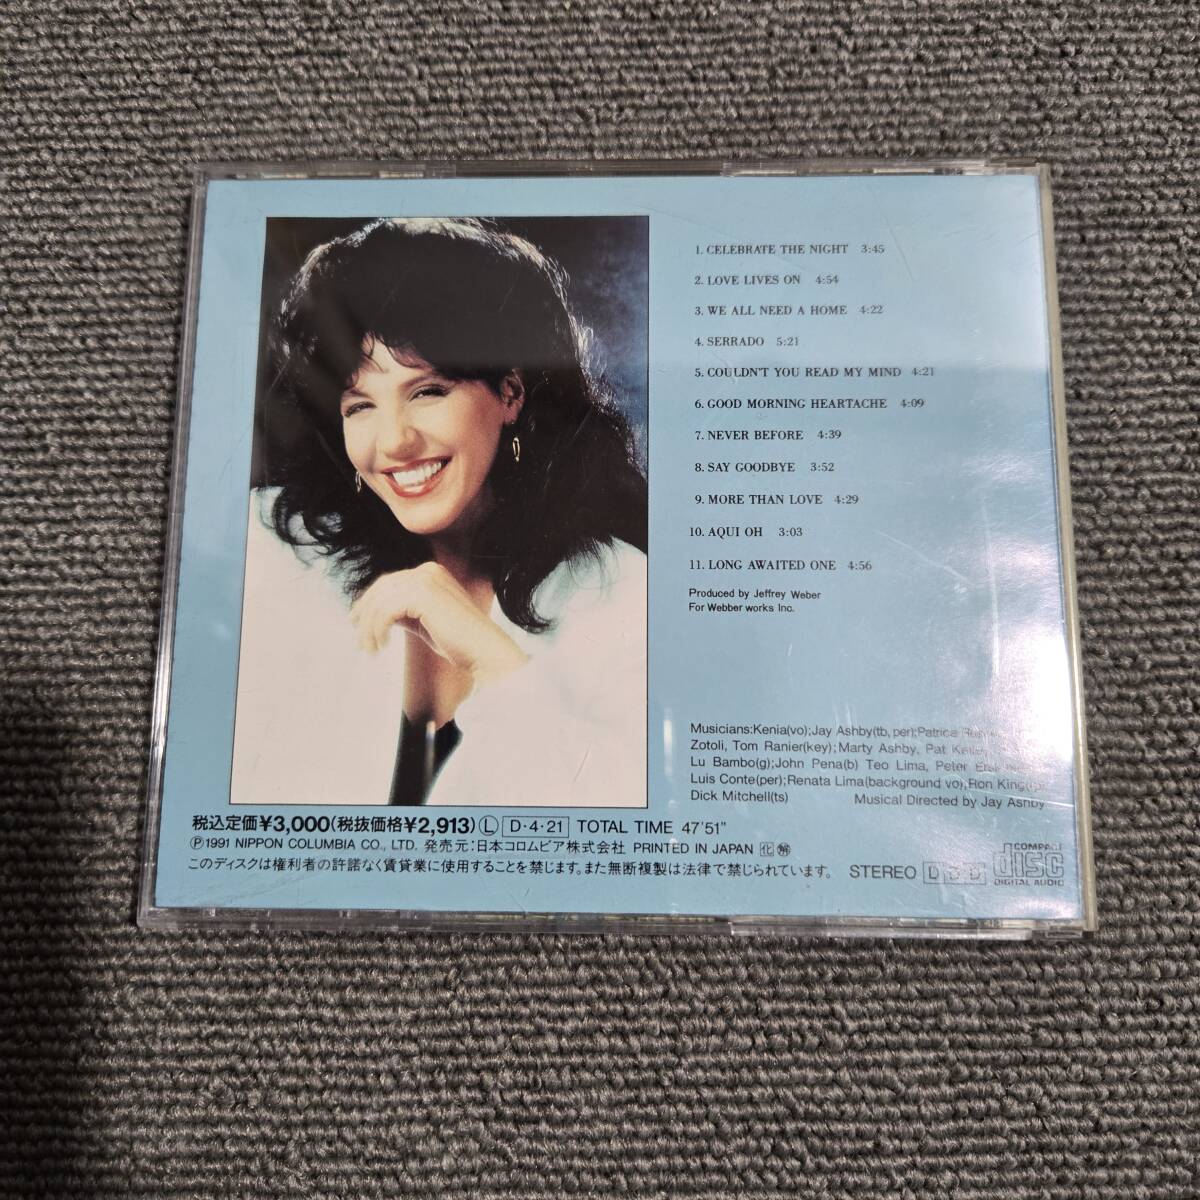 1. CELEBRATE THE NIGHT 3:45
2. LOVE LIVES ON 4:54
3. WE ALL NEED A HOME 4:22
4. SERRADO 5:21
5. COULDN'T YOU READ MY MIND 4:21
6. GOOD MORNING HEARTACHE 4:09
7. NEVER BEFORE 4:39
8. SAY GOODBYE 3:52
9. MORE THAN LOVE 4:29
10. AQUI OH 3:03
11. LONG AWAITED ONE 4:56
Produced by Jeffrey Weber
For Webber works Inc.
Musicians:Kenia(vo);Jay Ashby(tb, per);Patrice
Zotoli, Tom Ranier(key);Marty Ashby, Pat
Lu Bambo(g);John Pena(b) Teo Lima, Peter
Luis Conte(per);Renata Lima(background vo),Ron King
Dick Mitchell(ts) Musical Directed by Jay Ashby
税込定価¥3,000(税抜価格¥2,913) Ⓛ D・4・21 TOTAL TIME 47'51"
Ⓟ1991 NIPPON COLUMBIA CO., LTD. 発売元:日本コロムビア株式会社 PRINTED IN JAPAN
このディスクは権利者の許諾なく賃貸業に使用することを禁じます。また無断複製は法律で禁じられています。 STEREO DDD COMPACT disc DIGITAL AUDIO